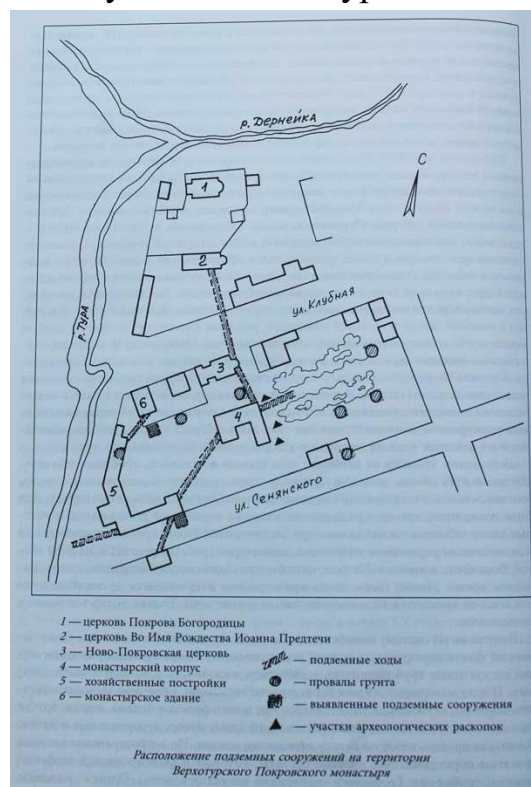 р. Дернейка
С
1
2
ул. Клубная
р. Тура
3
6
4
5
ул. Сенянского
1 — церковь Покрова Богородицы
2 — церковь Во Имя Рождества Иоанна Предтечи
3 — Ново-Покровская церковь
4 — монастырский корпус
5 — хозяйственные постройки
6 — монастырское здание
— подземные ходы
— провалы грунта
— выявленные подземные сооружения
— участки археологических раскопок
Расположение подземных сооружений на территории
Верхотурского Покровского монастыря